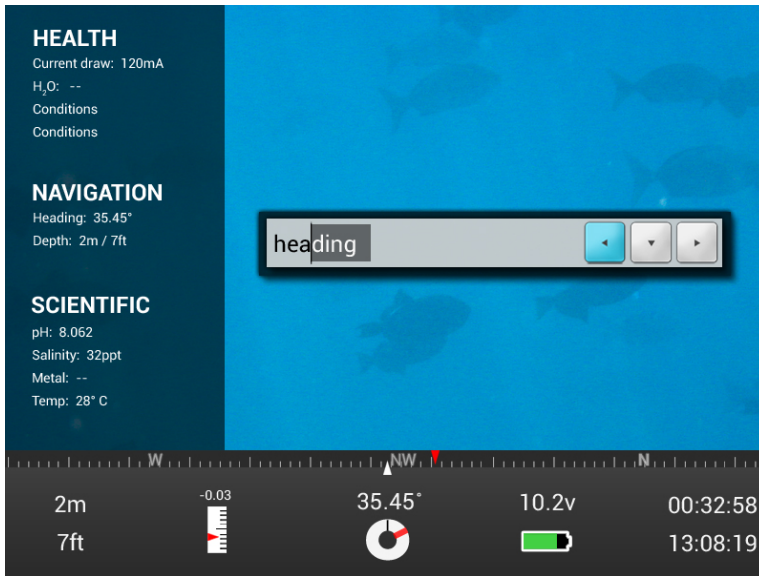 HEALTH
Current draw: 120mA
H₂O: --
Conditions
Conditions
NAVIGATION
Heading: 35.45°
Depth: 2m / 7ft
heading
SCIENTIFIC
pH: 8.062
Salinity: 32ppt
Metal: --
Temp: 28° C
W NW N
2m -0.03 35.45° 10.2v 00:32:58
7ft 13:08:19